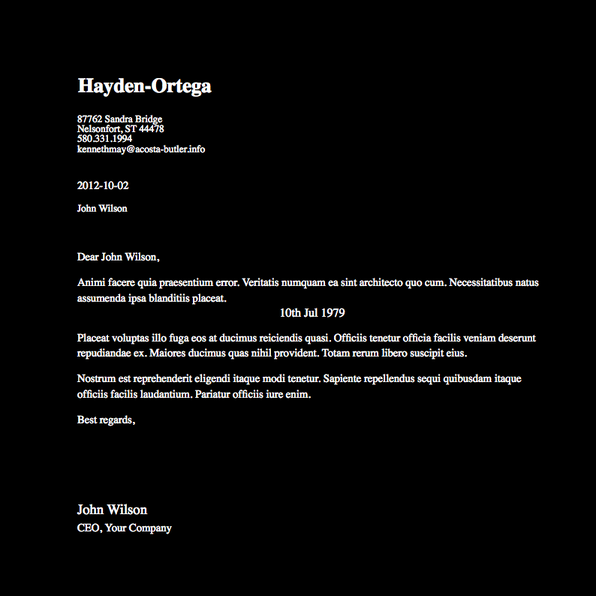 Hayden-Ortega
87762 Sandra Bridge
Nelsonfort, ST 44478
580.331.1994
kennethmay@acosta-butler.info
2012-10-02
John Wilson
Dear John Wilson,
Animi facere quia praesentium error. Veritatis numquam ea sint architecto quo cum. Necessitatibus natus
assumenda ipsa blanditiis placeat.
10th Jul 1979
Placeat voluptas illo fuga eos at ducimus reiciendis quasi. Officiis tenetur officia facilis veniam deserunt
repudiandae ex. Maiores ducimus quas nihil provident. Totam rerum libero suscipit eius.
Nostrum est reprehenderit eligendi itaque modi tenetur. Sapiente repellendus sequi quibusdam itaque
officiis facilis laudantium. Pariatur officiis iure enim.
Best regards,
John Wilson
CEO, Your Company